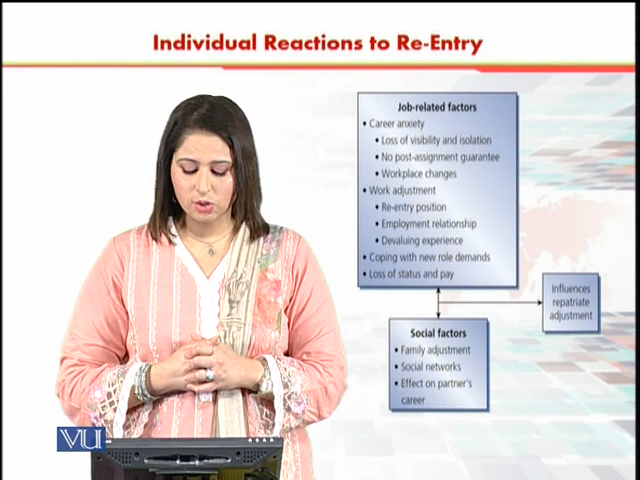 Individual Reactions to Re-Entry
Job-related factors
• Career anxiety
• Loss of visibility and isolation
• No post-assignment guarantee
• Workplace changes
• Work adjustment
• Re-entry position
• Employment relationship
• Devaluing experience
• Coping with new role demands
• Loss of status and pay
Influences
repatriate
adjustment
Social factors
• Family adjustment
• Social networks
• Effect on partner's
career
VU